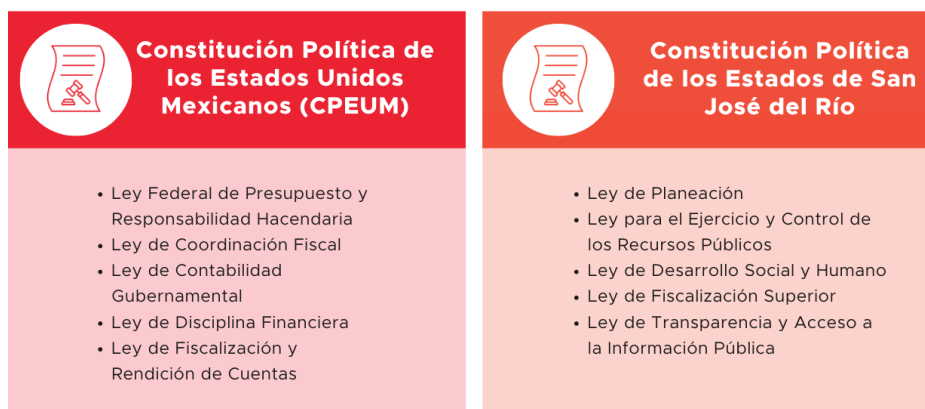 Constitución Política de
los Estados Unidos
Mexicanos (CPEUM)
• Ley Federal de Presupuesto y
Responsabilidad Hacendaria
• Ley de Coordinación Fiscal
• Ley de Contabilidad
Gubernamental
• Ley de Disciplina Financiera
• Ley de Fiscalización y
Rendición de Cuentas
Constitución Política
de los Estados de San
José del Río
• Ley de Planeación
• Ley para el Ejercicio y Control de
los Recursos Públicos
• Ley de Desarrollo Social y Humano
• Ley de Fiscalización Superior
• Ley de Transparencia y Acceso a
la Información Pública